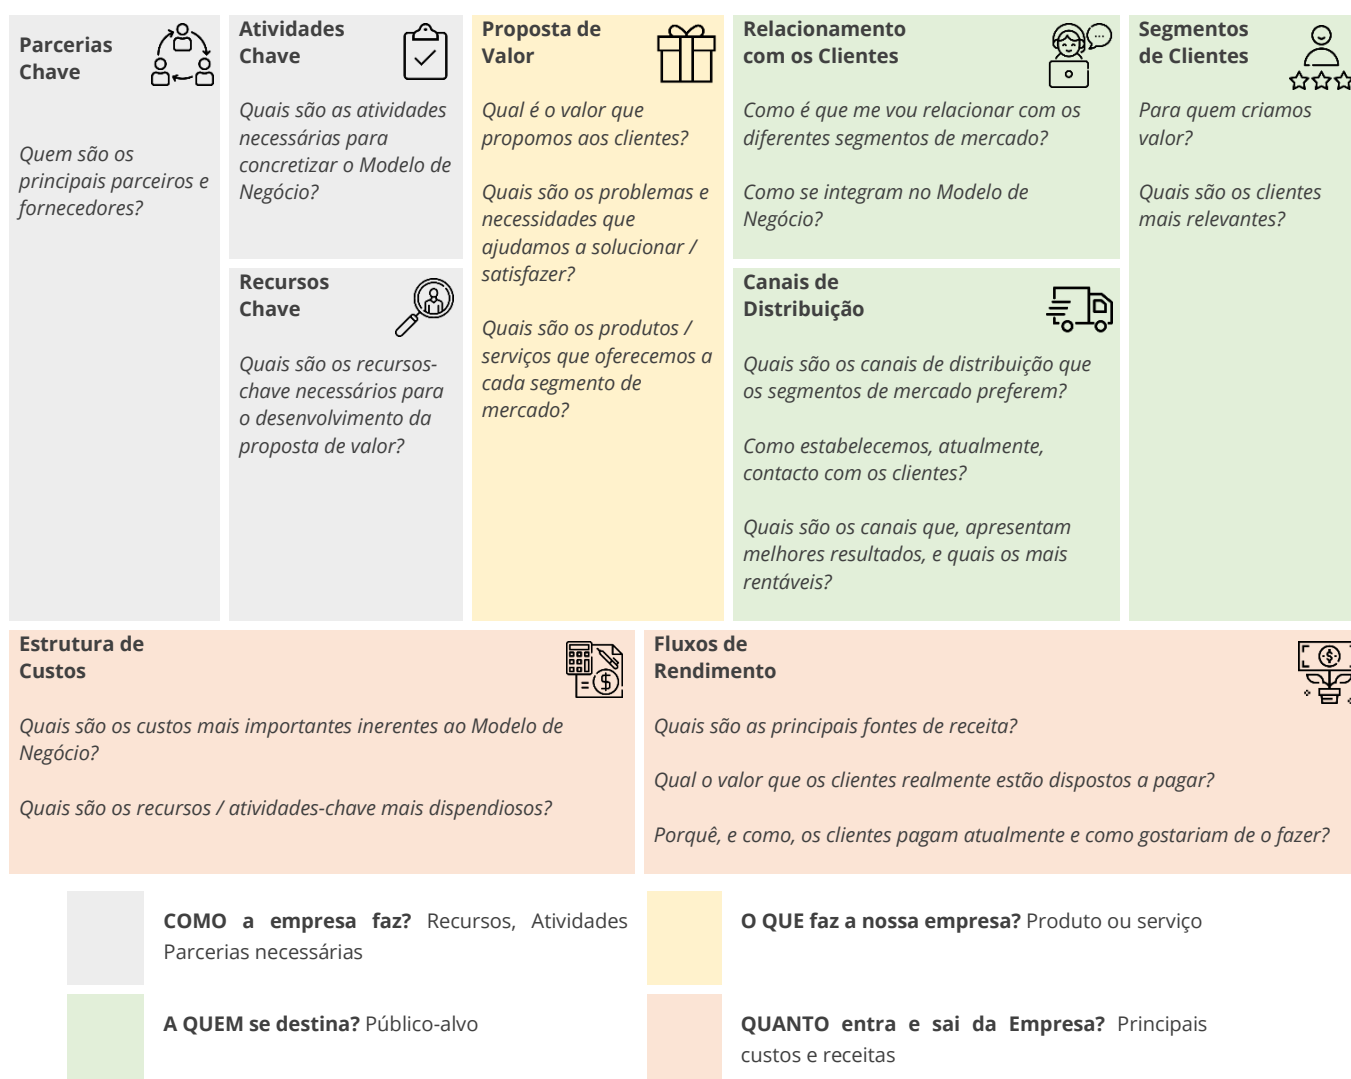 Parcerias
Chave
Quem são os
principais parceiros e
fornecedores?
Atividades
Chave
Quais são as atividades
necessárias para
concretizar o Modelo de
Negócio?
Recursos
Chave
Quais são os recursos-
chave necessários para
o desenvolvimento da
proposta de valor?
Proposta de
Valor
Qual é o valor que
propomos aos clientes?
Quais são os problemas e
necessidades que
ajudamos a solucionar /
satisfazer?
Quais são os produtos /
serviços que oferecemos a
cada segmento de
mercado?
Relacionamento
com os Clientes
Como é que me vou relacionar com os
diferentes segmentos de mercado?
Como se integram no Modelo de
Negócio?
Canais de
Distribuição
Quais são os canais de distribuição que
os segmentos de mercado preferem?
Como estabelecemos, atualmente,
contacto com os clientes?
Quais são os canais que, apresentam
melhores resultados, e quais os mais
rentáveis?
Segmentos
de Clientes
Para quem criamos
valor?
Quais são os clientes
mais relevantes?
Estrutura de
Custos
Quais são os custos mais importantes inerentes ao Modelo de
Negócio?
Quais são os recursos / atividades-chave mais dispendiosos?
Fluxos de
Rendimento
Quais são as principais fontes de receita?
Qual o valor que os clientes realmente estão dispostos a pagar?
Porquê, e como, os clientes pagam atualmente e como gostariam de o fazer?
COMO a empresa faz? Recursos, Atividades
Parcerias necessárias
O QUE faz a nossa empresa? Produto ou serviço
A QUEM se destina? Público-alvo
QUANTO entra e sai da Empresa? Principais
custos e receitas